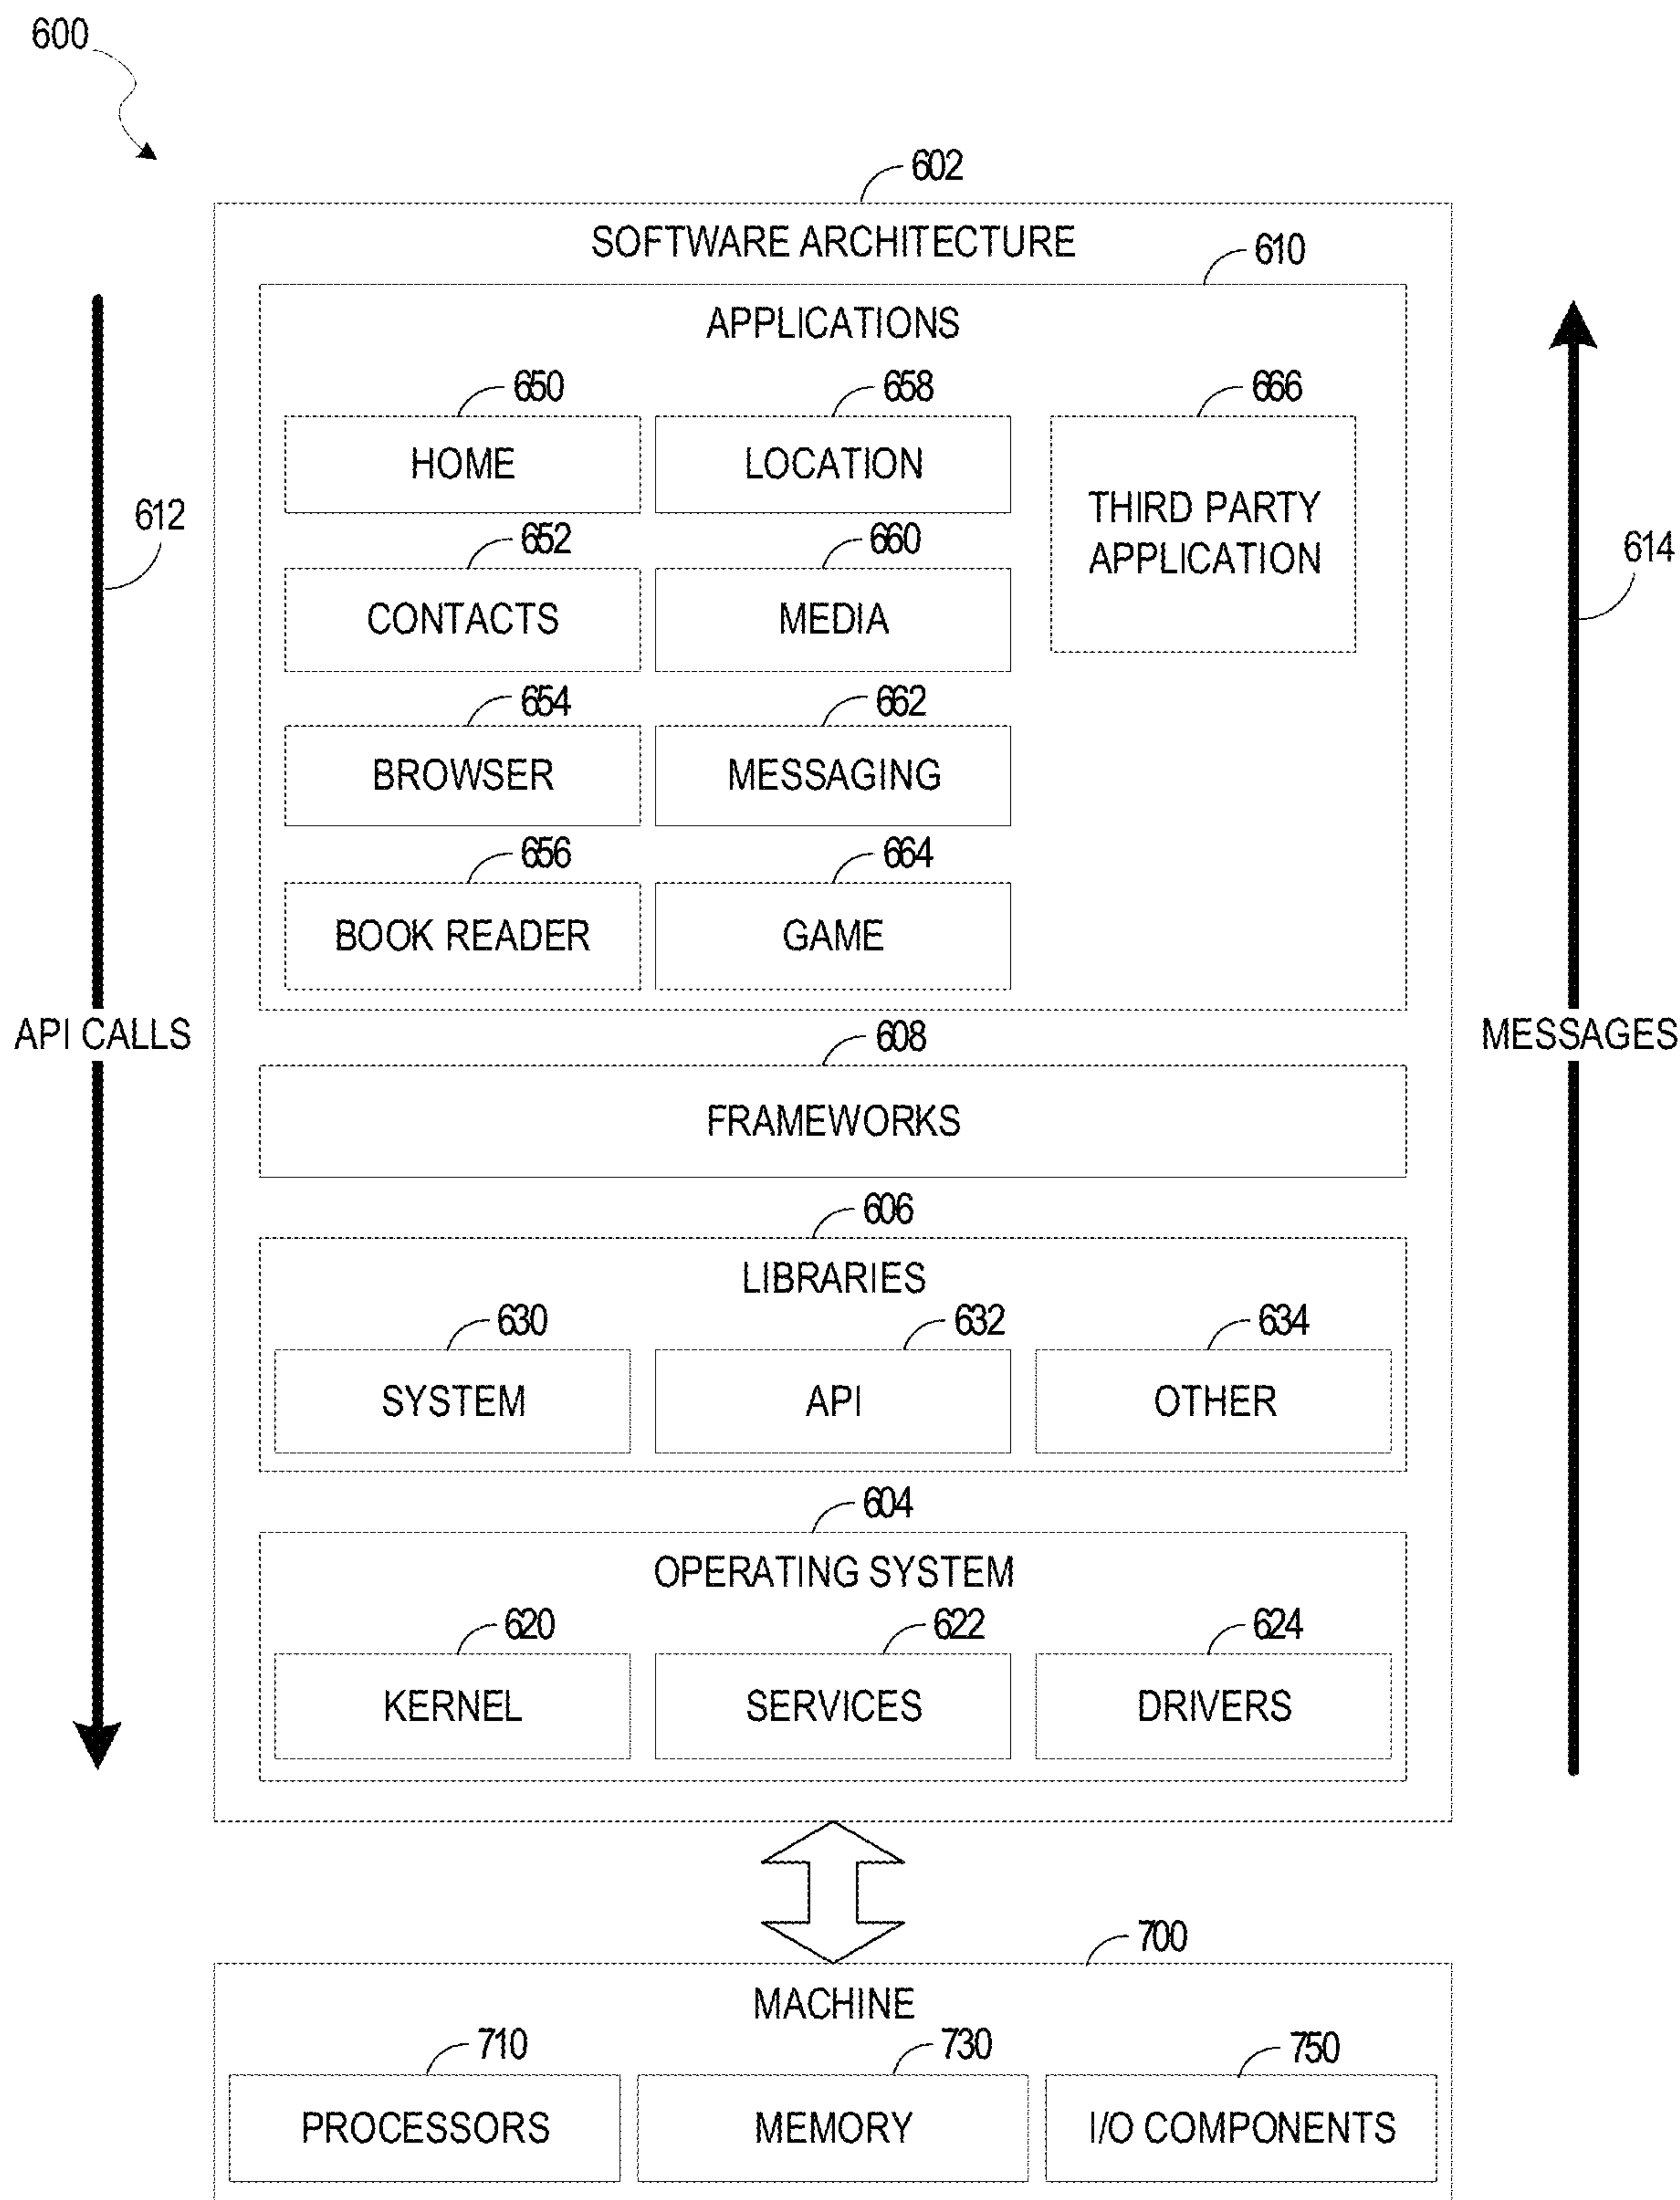 600
602
SOFTWARE ARCHITECTURE
610
APPLICATIONS
650
658
666
HOME
LOCATION
THIRD PARTY
APPLICATION
612
614
652
660
CONTACTS
MEDIA
654
662
BROWSER
MESSAGING
656
664
BOOK READER
GAME
API CALLS
MESSAGES
608
FRAMEWORKS
606
LIBRARIES
630
632
634
SYSTEM
API
OTHER
604
OPERATING SYSTEM
620
622
624
KERNEL
SERVICES
DRIVERS
700
MACHINE
710
730
750
PROCESSORS
MEMORY
I/O COMPONENTS